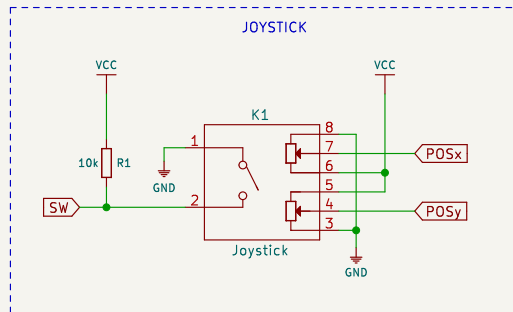 JOYSTICK
VCC
VCC
K1
10k R1
1
GND
2
SW
8
7
6
5
4
3
POSx
POSy
Joystick
GND